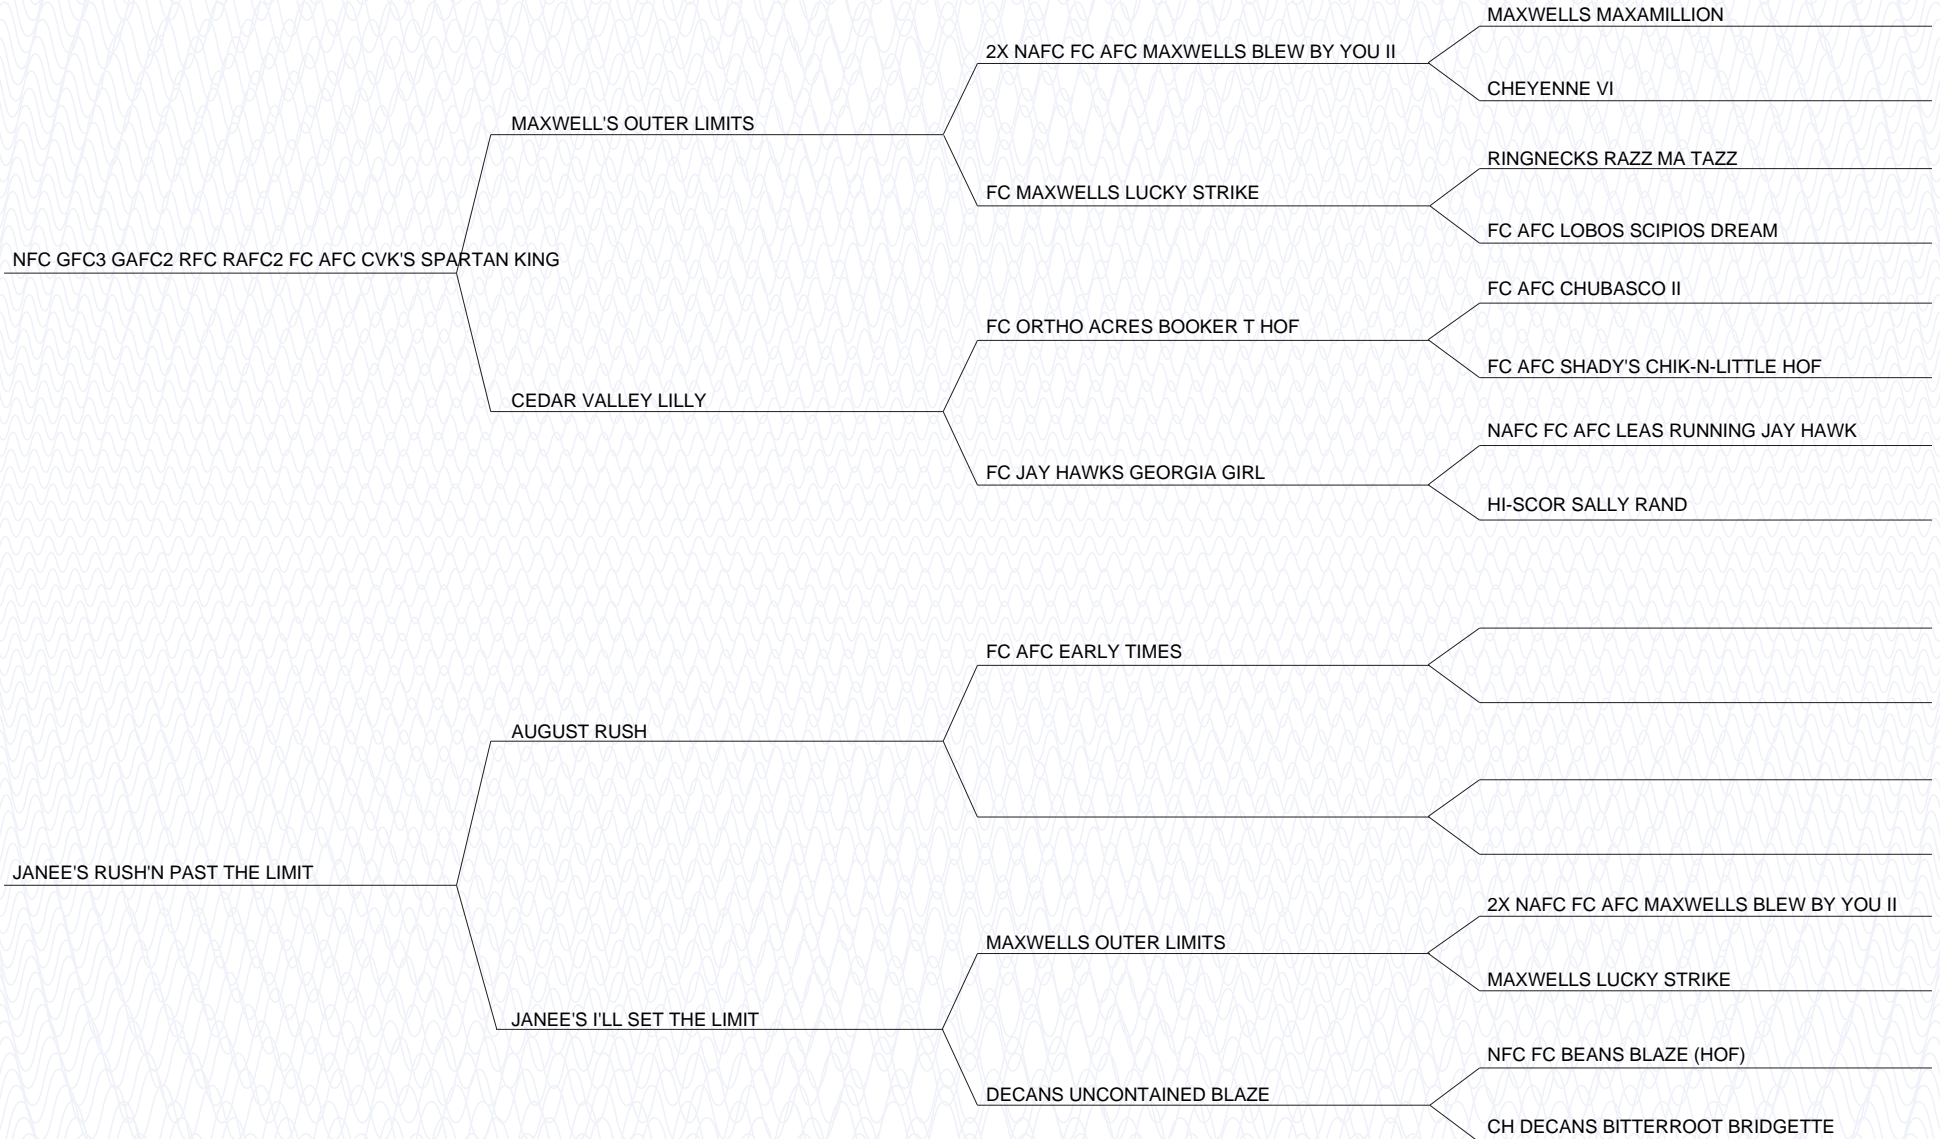 MAXWELLS MAXAMILLION
2X NAFC FC AFC MAXWELLS BLEW BY YOU II
CHEYENNE VI
MAXWELL'S OUTER LIMITS
RINGNECKS RAZZ MA TAZZ
FC MAXWELLS LUCKY STRIKE
FC AFC LOBOS SCIPIOS DREAM
NFC GFC3 GAFC2 RFC RAFC2 FC AFC CVK'S SPARTAN KING
FC AFC CHUBASCO II
FC ORTHO ACRES BOOKER T HOF
FC AFC SHADY'S CHIK-N-LITTLE HOF
CEDAR VALLEY LILLY
NAFC FC AFC LEAS RUNNING JAY HAWK
FC JAY HAWKS GEORGIA GIRL
HI-SCOR SALLY RAND
FC AFC EARLY TIMES
AUGUST RUSH
JANEE'S RUSH'N PAST THE LIMIT
2X NAFC FC AFC MAXWELLS BLEW BY YOU II
MAXWELLS OUTER LIMITS
MAXWELLS LUCKY STRIKE
JANEE'S I'LL SET THE LIMIT
NFC FC BEANS BLAZE (HOF)
DECANS UNCONTAINED BLAZE
CH DECANS BITTERROOT BRIDGETTE